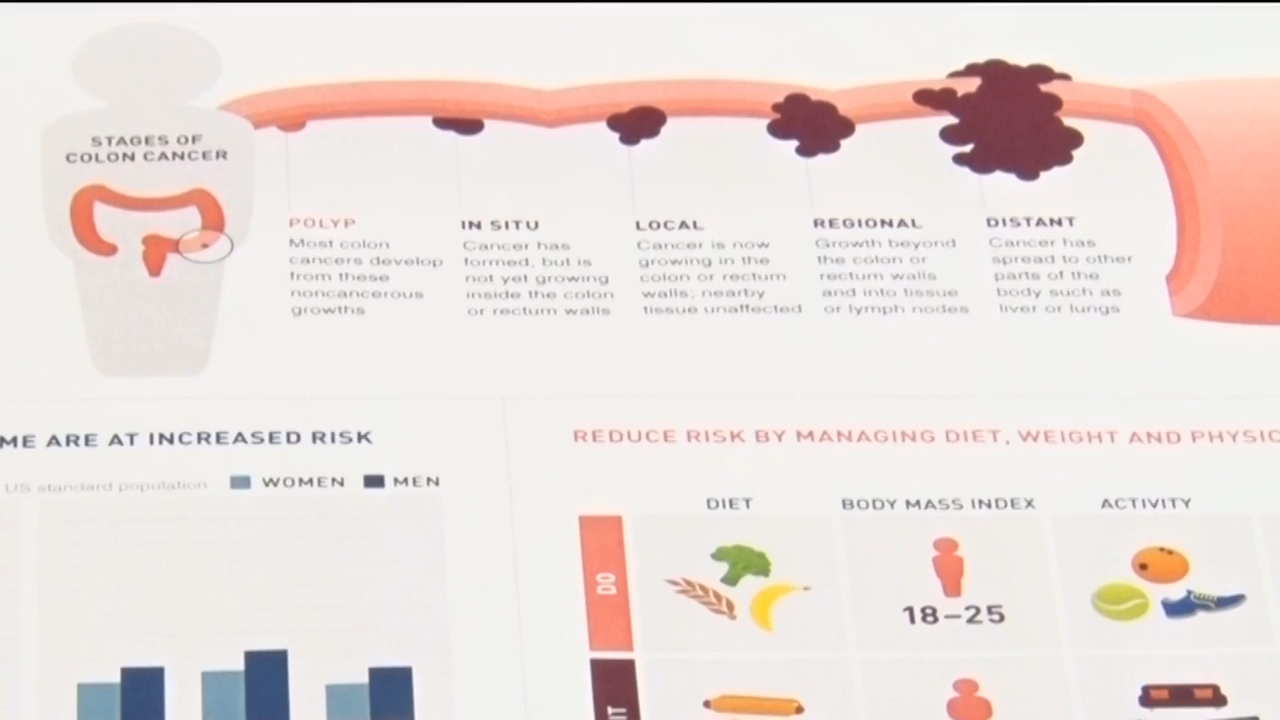 STAGES OF
COLON CANCER
POLYP
Most colon
cancers develop
from these
noncancerous
growths
IN SITU
Cancer has
formed, but is
not yet growing
inside the colon
or rectum walls
LOCAL
Cancer is now
growing in the
colon or rectum
walls; nearby
tissue unaffected
REGIONAL
Growth beyond
the colon or
rectum walls
and into tissue
or lymph nodes
DISTANT
Cancer has
spread to other
parts of the
body such as
liver or lungs
ME ARE AT INCREASED RISK
US standard population
WOMEN
MEN
REDUCE RISK BY MANAGING DIET, WEIGHT AND PHYSIC
DIET
BODY MASS INDEX
ACTIVITY
DO
18–25